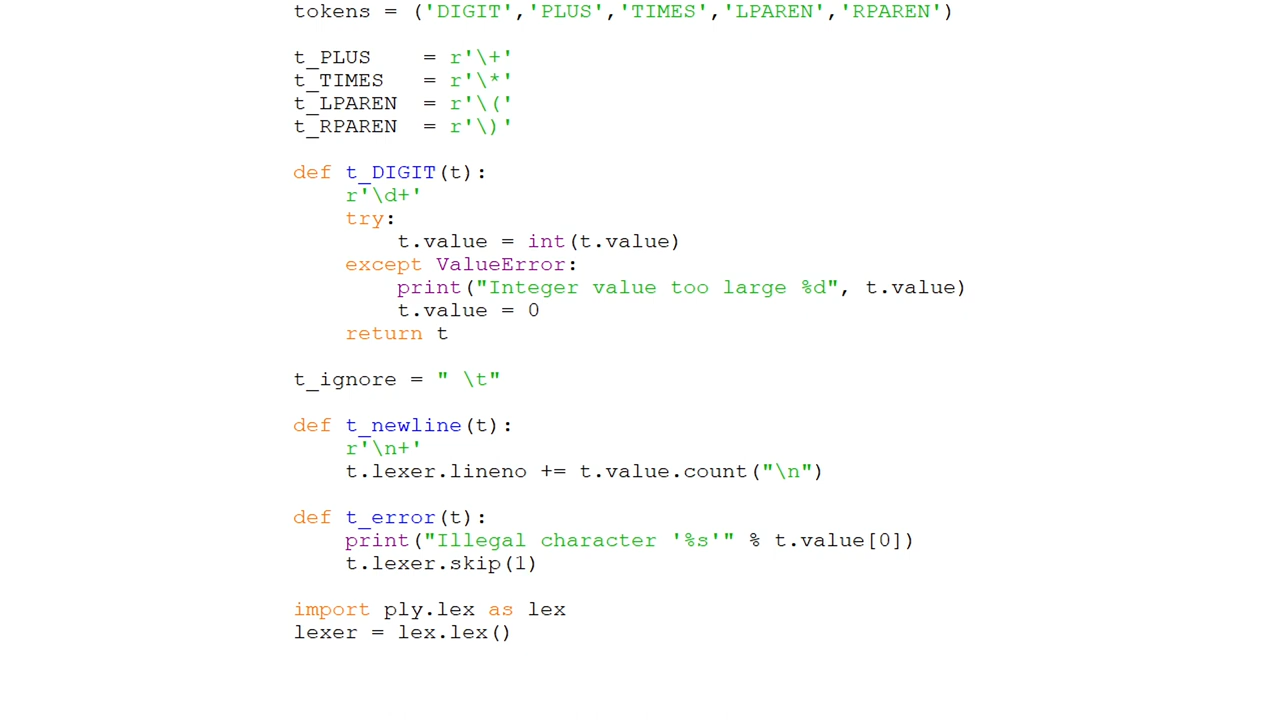 tokens = ('DIGIT','PLUS','TIMES','LPAREN','RPAREN')
t_PLUS    = r'\+'
t_TIMES   = r'\*'
t_LPAREN  = r'\('
t_RPAREN  = r'\)'
def t_DIGIT(t):
    r'\d+'
    try:
        t.value = int(t.value)
    except ValueError:
        print("Integer value too large %d", t.value)
        t.value = 0
    return t
t_ignore = " \t"
def t_newline(t):
    r'\n+'
    t.lexer.lineno += t.value.count("\n")
def t_error(t):
    print("Illegal character '%s'" % t.value[0])
    t.lexer.skip(1)
import ply.lex as lex
lexer = lex.lex()